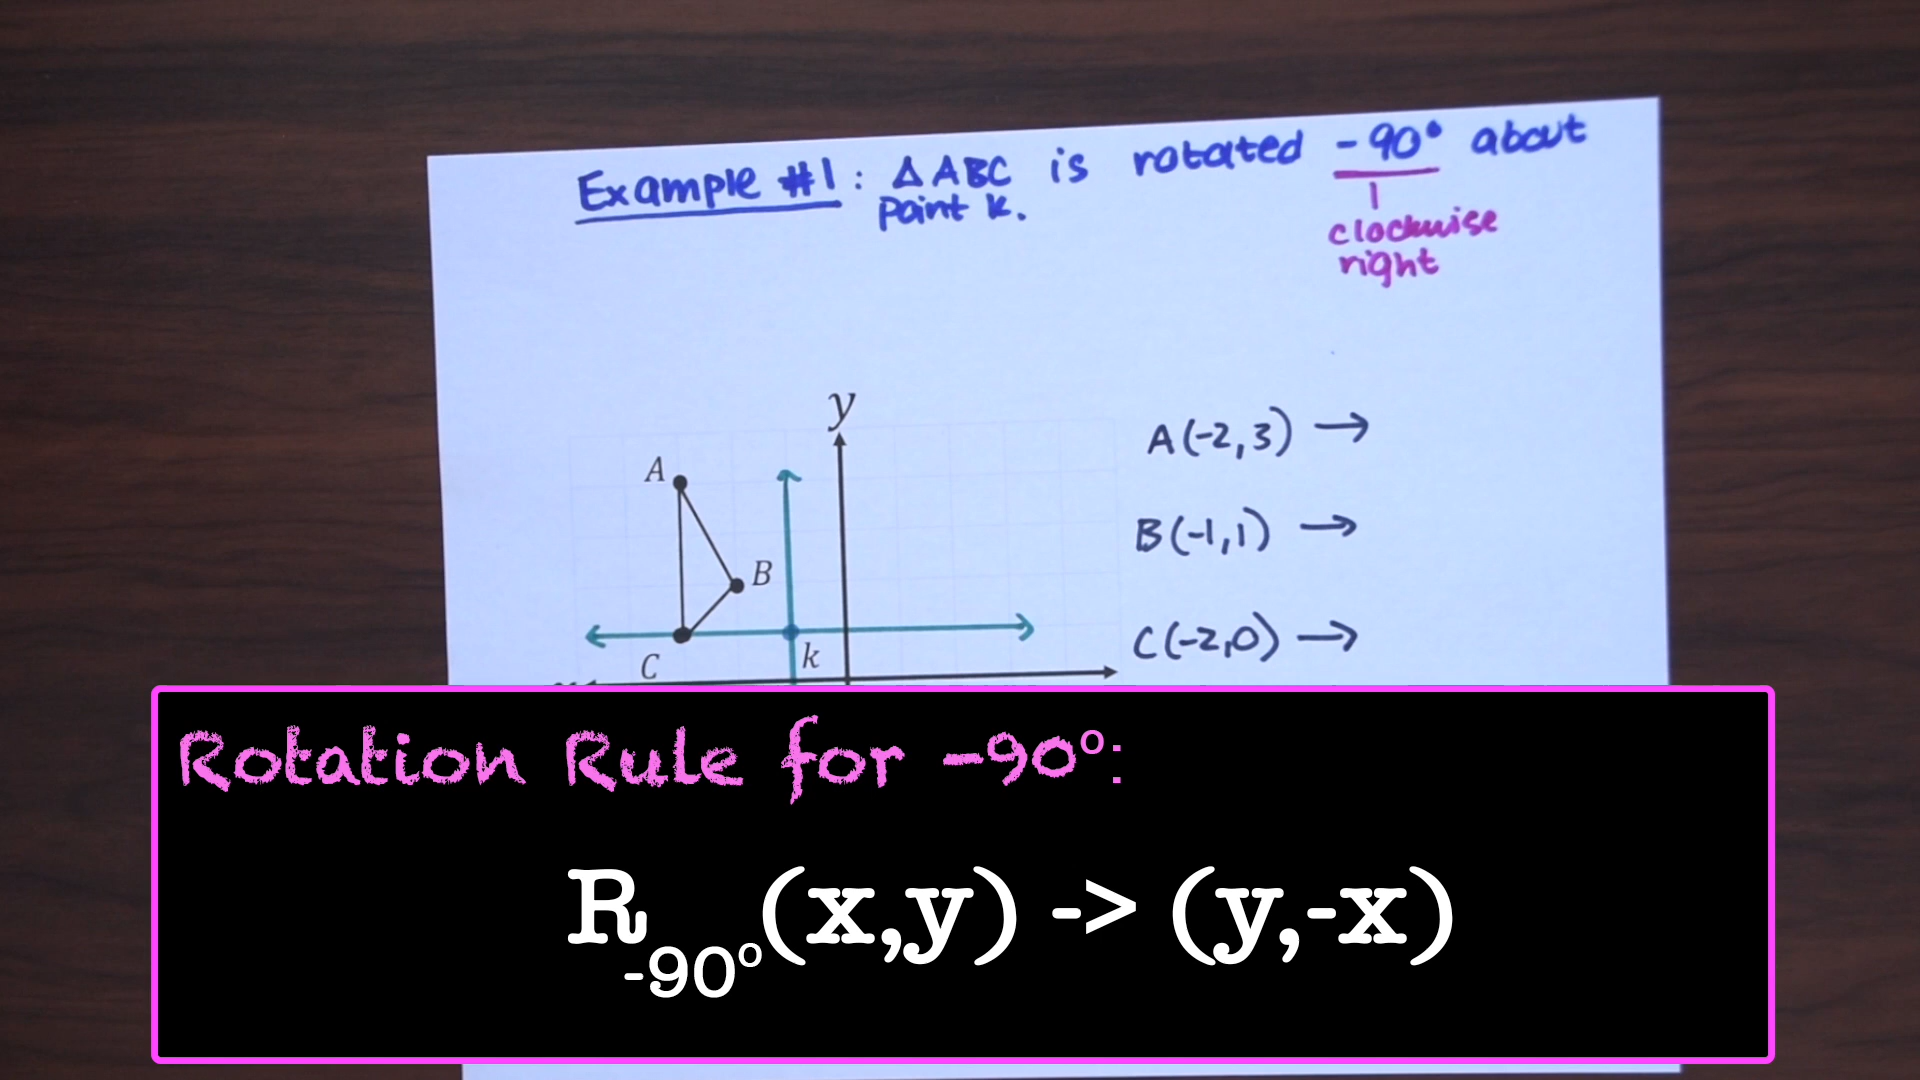 Example #1: △ABC is rotated -90° about
point k.
clockwise
right
y
A
B
C
k
A(-2,3) →
B(-1,1) →
C(-2,0) →
Rotation Rule for -90°:
R-90°(x,y) -> (y,-x)